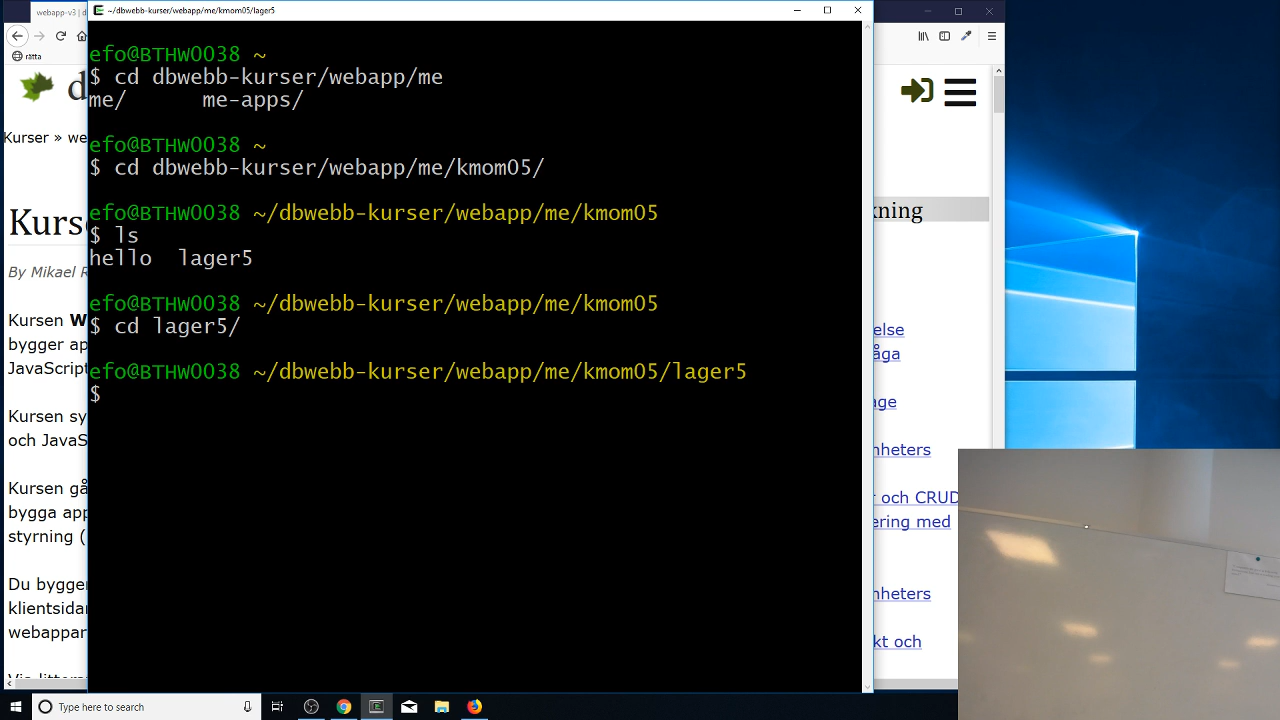 ~/dbwebb-kurser/webapp/me/kmom05/lager5
webapp-v3 | d
rätta
efo@BTHW0038 ~
$ cd dbwebb-kurser/webapp/me
me/ me-apps/
efo@BTHW0038 ~
$ cd dbwebb-kurser/webapp/me/kmom05/
efo@BTHW0038 ~/dbwebb-kurser/webapp/me/kmom05
$ ls
hello lager5
efo@BTHW0038 ~/dbwebb-kurser/webapp/me/kmom05
$ cd lager5/
efo@BTHW0038 ~/dbwebb-kurser/webapp/me/kmom05/lager5
$
d
Kurser » we
Kurs
By Mikael R
Kursen W
bygger ap
JavaScript
Kursen sy
och JavaS
Kursen gå
bygga app
styrning (
Du bygger
klientsida
webappar
kning
else
åga
age
nheters
r och CRUD
ering med
nheters
kt och
Type here to search